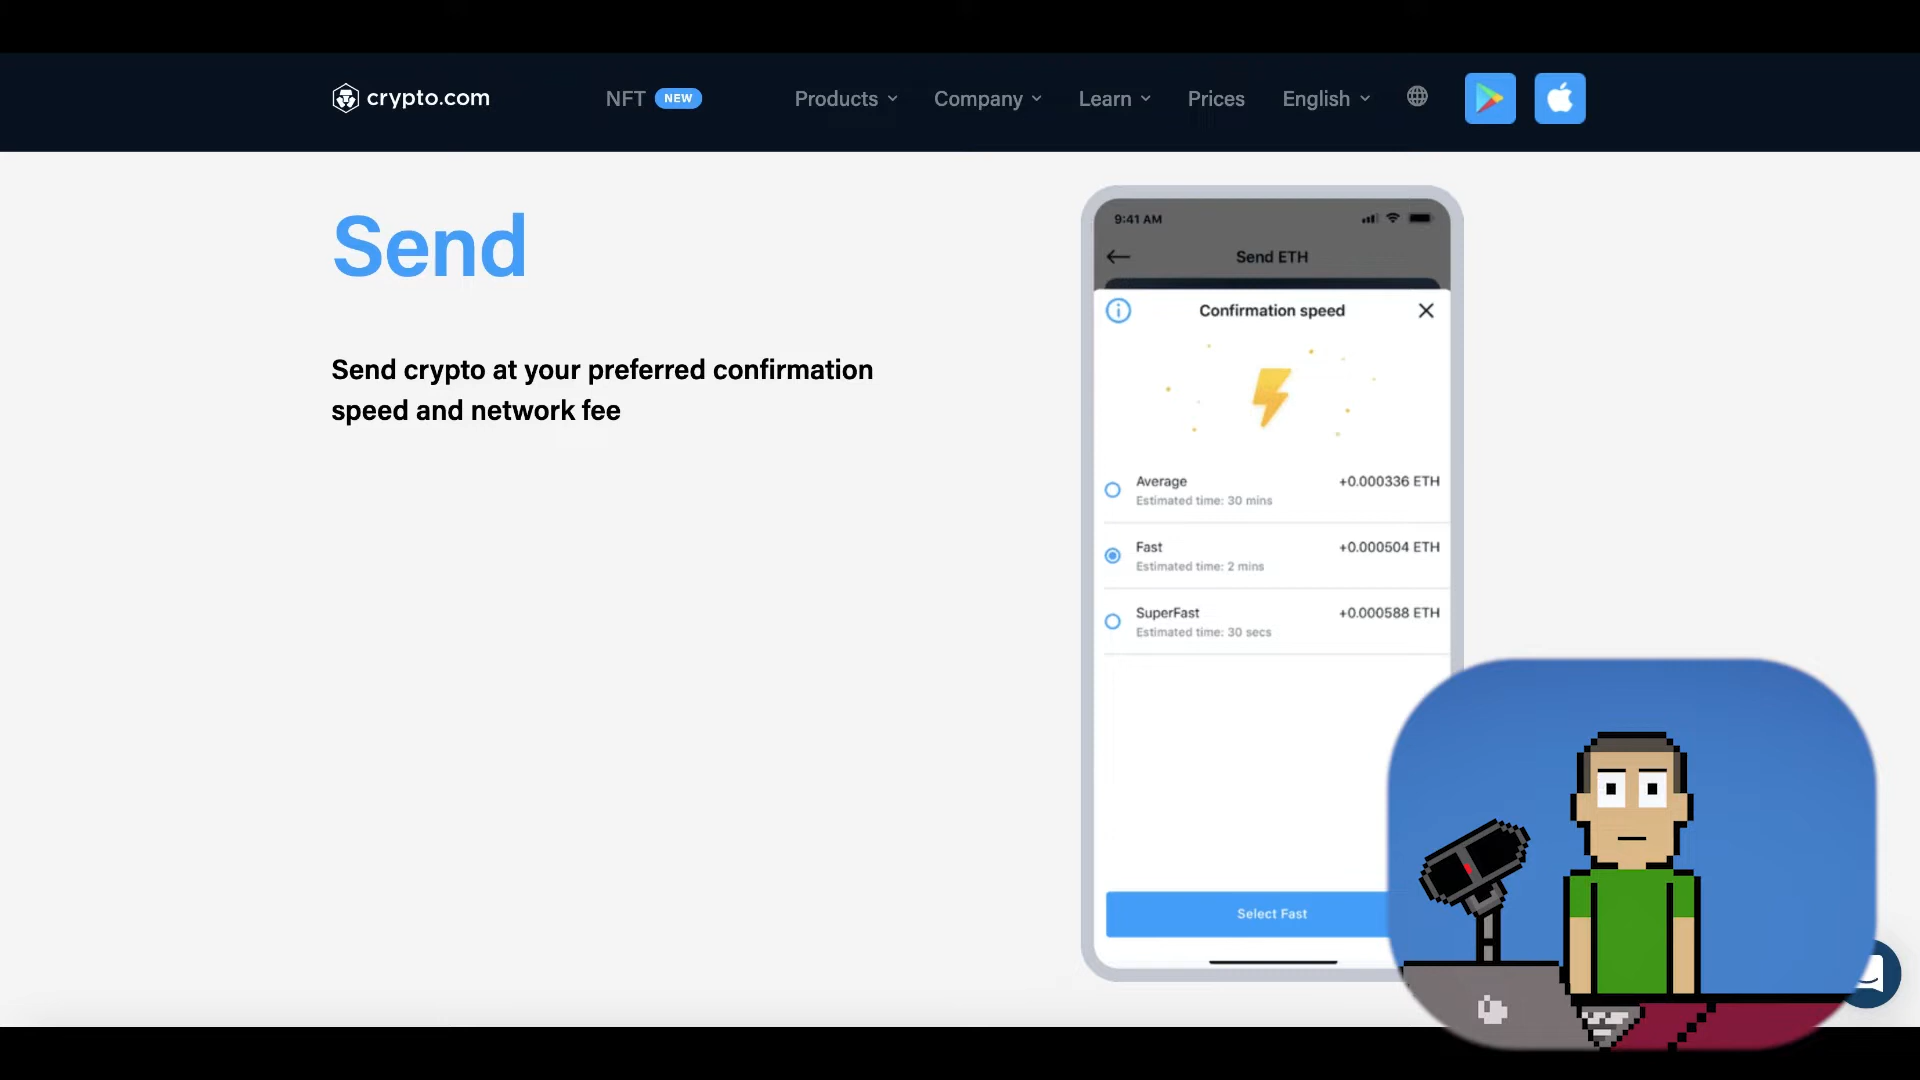 crypto.com
NFT NEW
Products
Company
Learn
Prices
English
Send
Send crypto at your preferred confirmation
speed and network fee
9:41 AM
Send ETH
Confirmation speed
Average
+0.000336 ETH
Estimated time: 30 mins
Fast
+0.000504 ETH
Estimated time: 2 mins
SuperFast
+0.000588 ETH
Estimated time: 30 secs
Select Fast